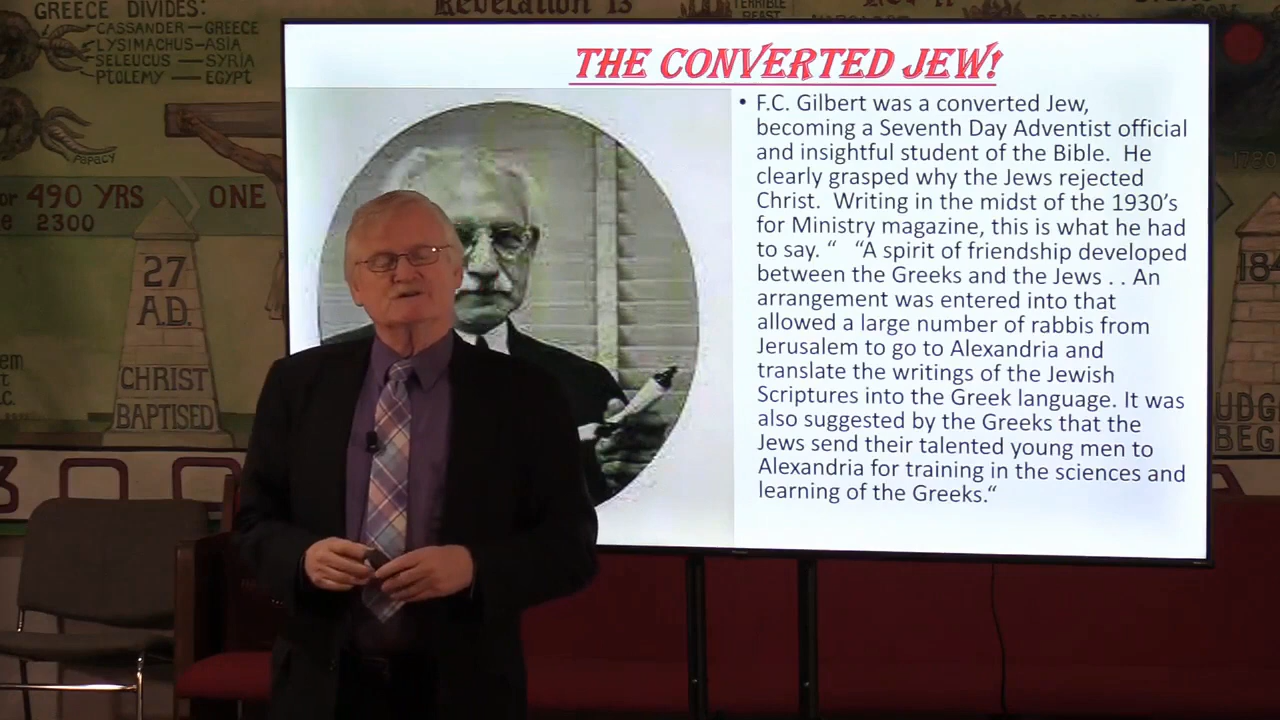 GREECE DIVIDES:
CASSANDER — GREECE
LYSIMACHUS — ASIA
SELEUCUS — SYRIA
PTOLEMY — EGYPT
PAPACY
Revelation 13
TERRIBLE
BEAST
490 YRS
ONE
2300
27
A.D.
CHRIST
BAPTISED
THE CONVERTED JEW!
• F.C. Gilbert was a converted Jew,
becoming a Seventh Day Adventist official
and insightful student of the Bible. He
clearly grasped why the Jews rejected
Christ. Writing in the midst of the 1930’s
for Ministry magazine, this is what he had
to say. “ “A spirit of friendship developed
between the Greeks and the Jews . . An
arrangement was entered into that
allowed a large number of rabbis from
Jerusalem to go to Alexandria and
translate the writings of the Jewish
Scriptures into the Greek language. It was
also suggested by the Greeks that the
Jews send their talented young men to
Alexandria for training in the sciences and
learning of the Greeks.“